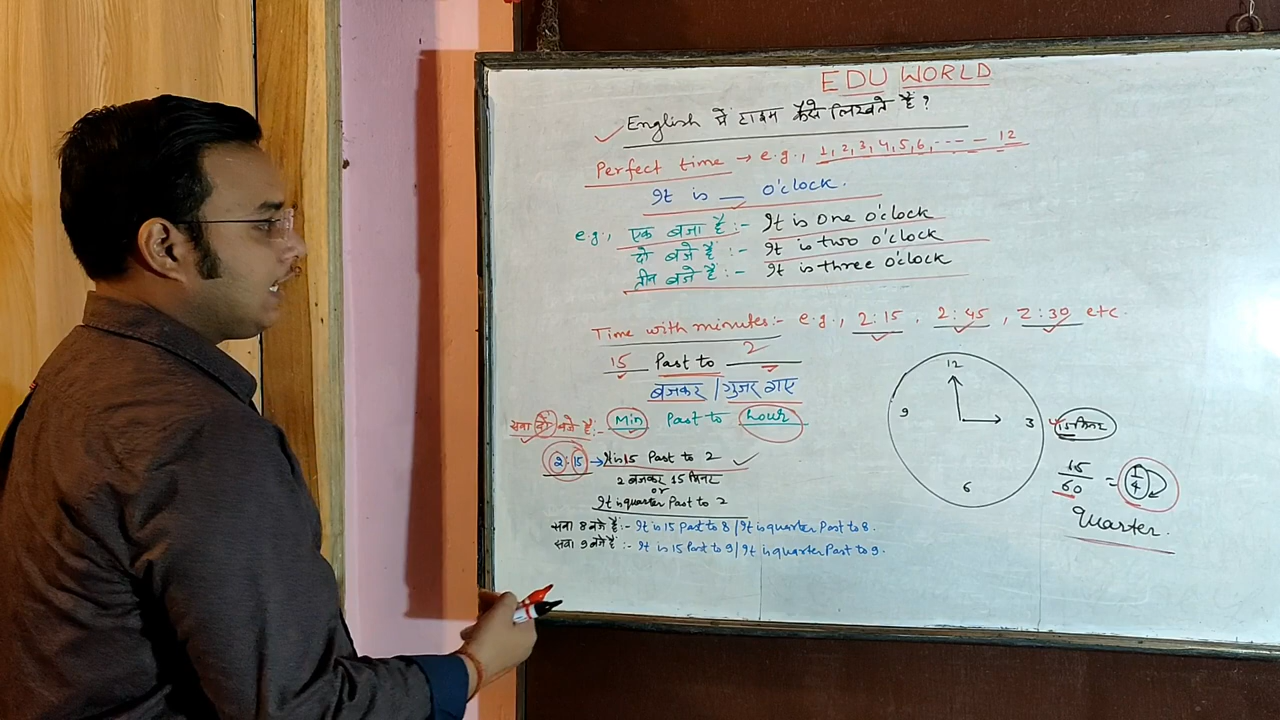 EDU WORLD
English में टाइम कैसे लिखते हैं ?
Perfect time → e.g., 1, 2, 3, 4, 5, 6, ---- - 12
It is __ o'clock.
e.g., एक बजा है :- It is one o'clock
दो बजे हैं :- It is two o'clock
तीन बजे हैं :- It is three o'clock
Time with minutes:- e.g., 2:15, 2:45, 2:30 etc.
15 Past to 2
बजकर / गुजर गए
सवा दो बजे हैं:- Min Past to hour
2:15 → It is 15 Past to 2
2 बजकर 15 मिनट
or
It is quarter Past to 2
सवा 8 बजे हैं :- It is 15 Past to 8 / It is quarter Past to 8.
सवा 9 बजे हैं :- It is 15 Past to 9 / It is quarter Past to 9.
12
9 3
6
15 मिनट
15/60 = 1/4
quarter.